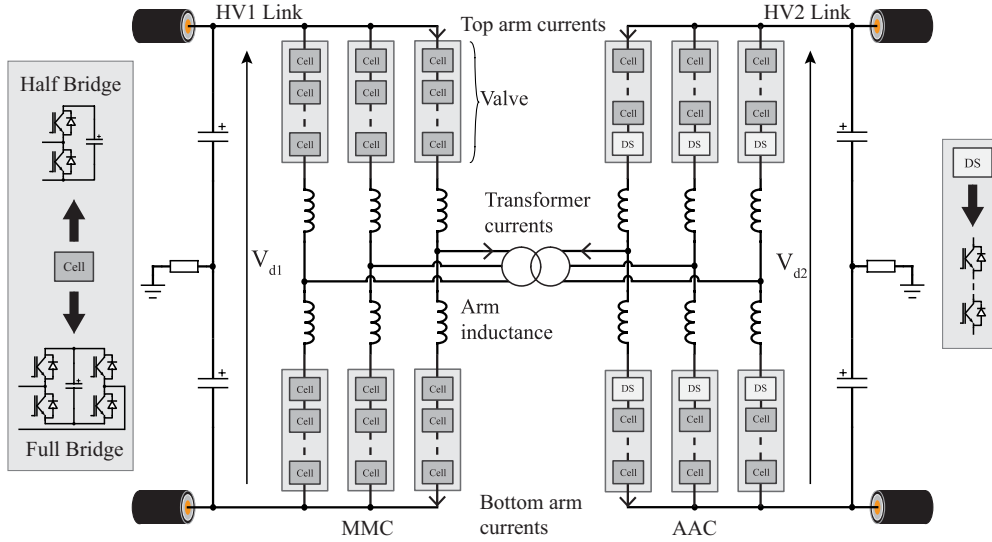 HV1 Link
Top arm currents
HV2 Link
Half Bridge
Cell
Full Bridge
+
+
V_d1
Cell
Cell
Cell
Cell
Cell
Cell
Cell
Cell
Cell
Valve
Cell
Cell
Cell
Cell
Cell
Cell
DS
DS
DS
Transformer
currents
Arm
inductance
Cell
Cell
Cell
Cell
Cell
Cell
Cell
Cell
Cell
DS
DS
DS
Cell
Cell
Cell
Cell
Cell
Cell
V_d2
+
+
DS
Bottom arm
currents
MMC
AAC